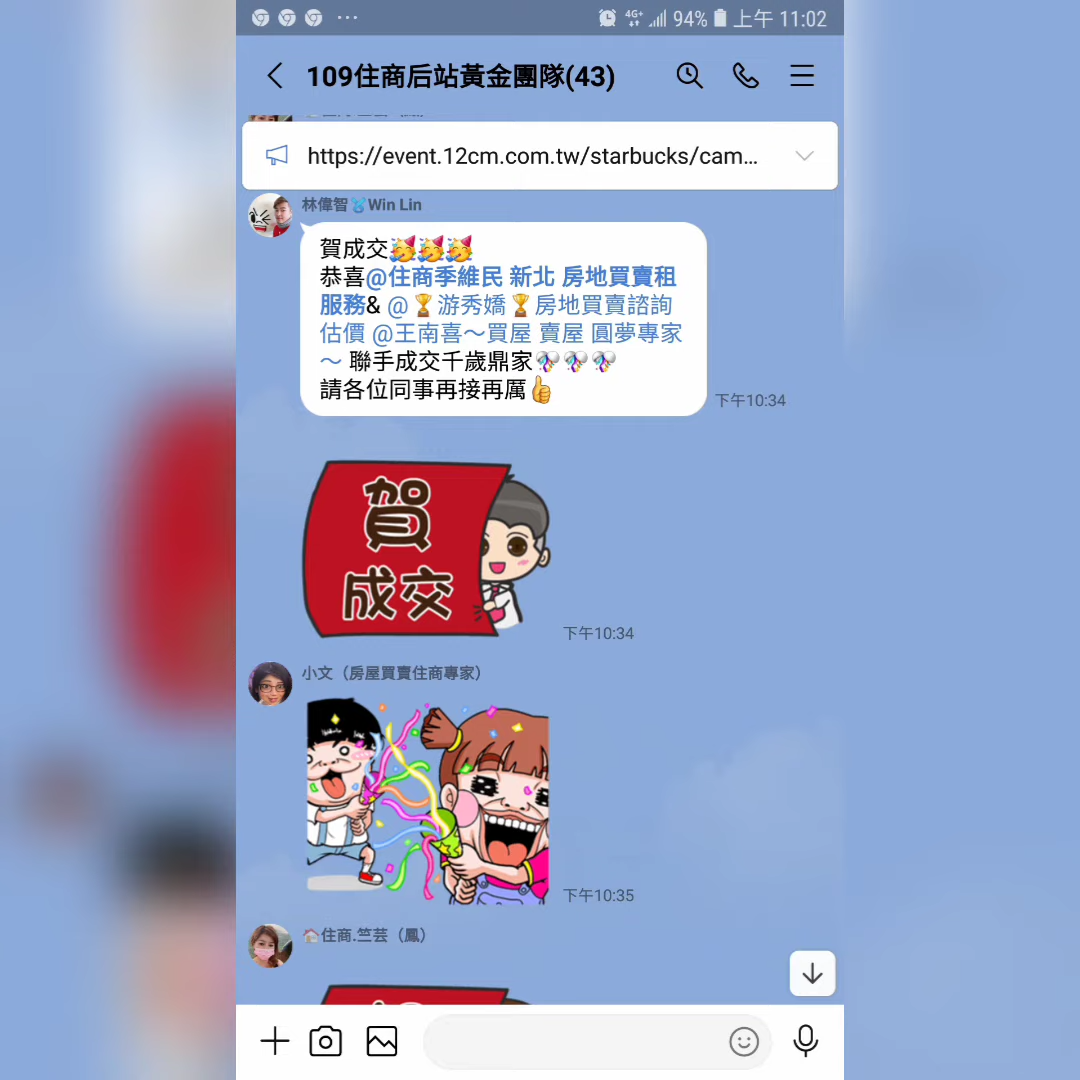 4G+ 94% 上午 11:02
109住商后站黃金團隊(43)
https://event.12cm.com.tw/starbucks/cam…
林偉智 Win Lin
賀成交🥳🥳🥳
恭喜@住商季維民 新北 房地買賣租
服務& @🏆游秀嬌🏆房地買賣諮詢
估價 @王南喜～買屋 賣屋 圓夢專家
～ 聯手成交千歲鼎家🎊🎊🎊
請各位同事再接再厲👍
下午10:34
賀
成交
下午10:34
小文（房屋買賣住商專家）
下午10:35
🏠住商.竺芸（鳳）